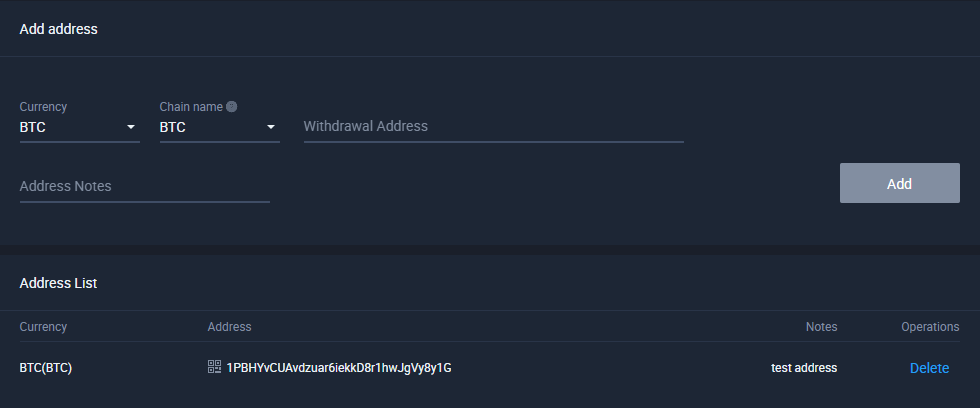 Add address
Currency Chain name ?
BTC BTC Withdrawal Address
Address Notes
Add
Address List
Currency Address Notes Operations
BTC(BTC) 1PBHYvCUAvdzuar6iekkD8r1hwJgVy8y1G test address Delete